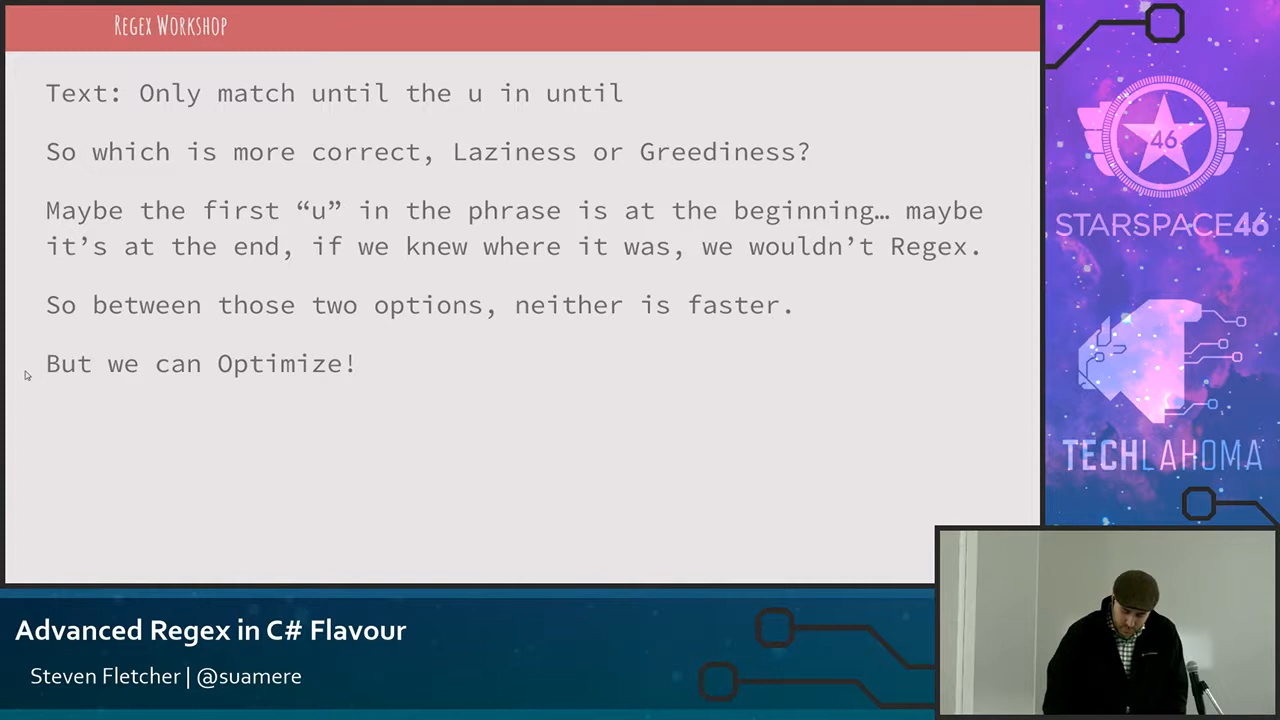 Regex Workshop
Text: Only match until the u in until
So which is more correct, Laziness or Greediness?
Maybe the first “u” in the phrase is at the beginning… maybe
it’s at the end, if we knew where it was, we wouldn’t Regex.
So between those two options, neither is faster.
But we can Optimize!
46
STARSPACE46
TECHLAHOMA
Advanced Regex in C# Flavour
Steven Fletcher | @suamere